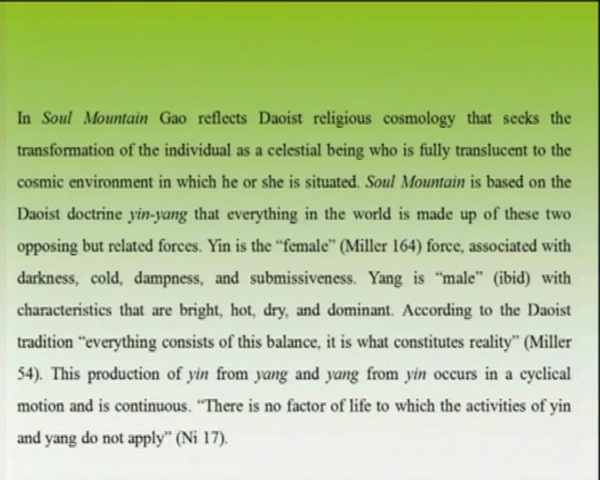 In Soul Mountain Gao reflects Daoist religious cosmology that seeks the
transformation of the individual as a celestial being who is fully translucent to the
cosmic environment in which he or she is situated. Soul Mountain is based on the
Daoist doctrine yin-yang that everything in the world is made up of these two
opposing but related forces. Yin is the “female” (Miller 164) force, associated with
darkness, cold, dampness, and submissiveness. Yang is “male” (ibid) with
characteristics that are bright, hot, dry, and dominant. According to the Daoist
tradition “everything consists of this balance, it is what constitutes reality” (Miller
54). This production of yin from yang and yang from yin occurs in a cyclical
motion and is continuous. “There is no factor of life to which the activities of yin
and yang do not apply” (Ni 17).